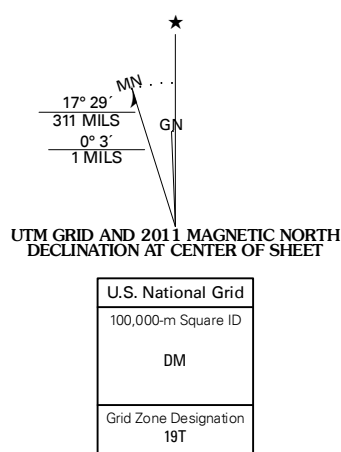 ★
MN
GN
17° 29´
311 MILS
0° 3´
1 MILS
UTM GRID AND 2011 MAGNETIC NORTH
DECLINATION AT CENTER OF SHEET
U.S. National Grid
100,000-m Square ID
DM
Grid Zone Designation
19T